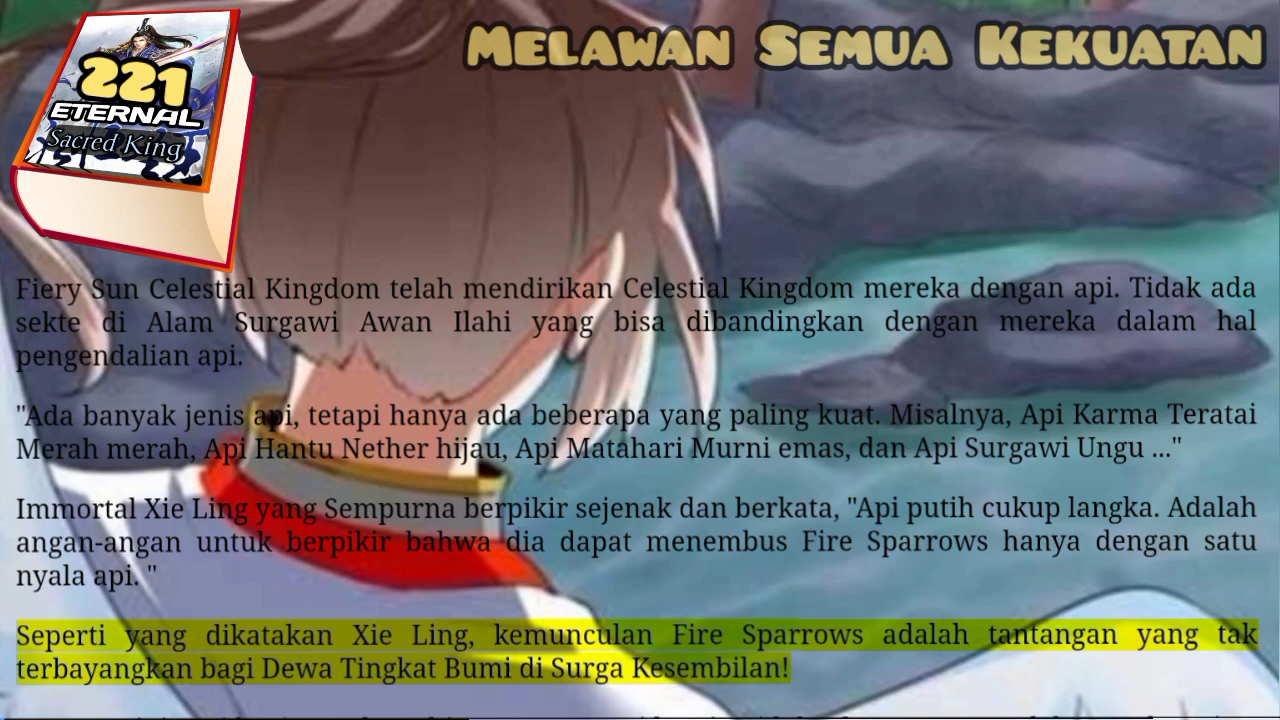 MELAWAN SEMUA KEKUATAN
221
ETERNAL
Sacred King
Fiery Sun Celestial Kingdom telah mendirikan Celestial Kingdom mereka dengan api. Tidak ada
sekte di Alam Surgawi Awan Ilahi yang bisa dibandingkan dengan mereka dalam hal
pengendalian api.
"Ada banyak jenis api, tetapi hanya ada beberapa yang paling kuat. Misalnya, Api Karma Teratai
Merah merah, Api Hantu Nether hijau, Api Matahari Murni emas, dan Api Surgawi Ungu ..."
Immortal Xie Ling yang Sempurna berpikir sejenak dan berkata, "Api putih cukup langka. Adalah
angan-angan untuk berpikir bahwa dia dapat menembus Fire Sparrows hanya dengan satu
nyala api. "
Seperti yang dikatakan Xie Ling, kemunculan Fire Sparrows adalah tantangan yang tak
terbayangkan bagi Dewa Tingkat Bumi di Surga Kesembilan!